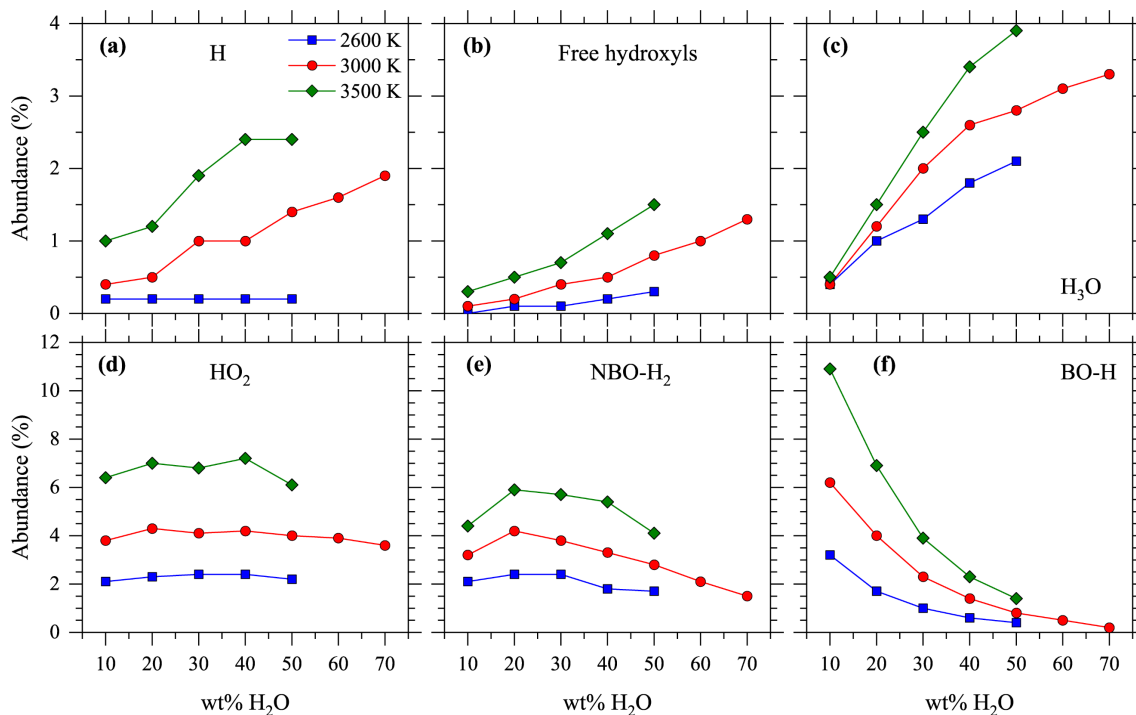 (a) H
2600 K
3000 K
3500 K
(b) Free hydroxyls
(c)
H₃O
Abundance (%)
4
3
2
1
0
(d) HO₂
(e) NBO-H₂
(f) BO-H
Abundance (%)
12
10
8
6
4
2
0
10 20 30 40 50 60 70
10 20 30 40 50 60 70
10 20 30 40 50 60 70
wt% H₂O
wt% H₂O
wt% H₂O